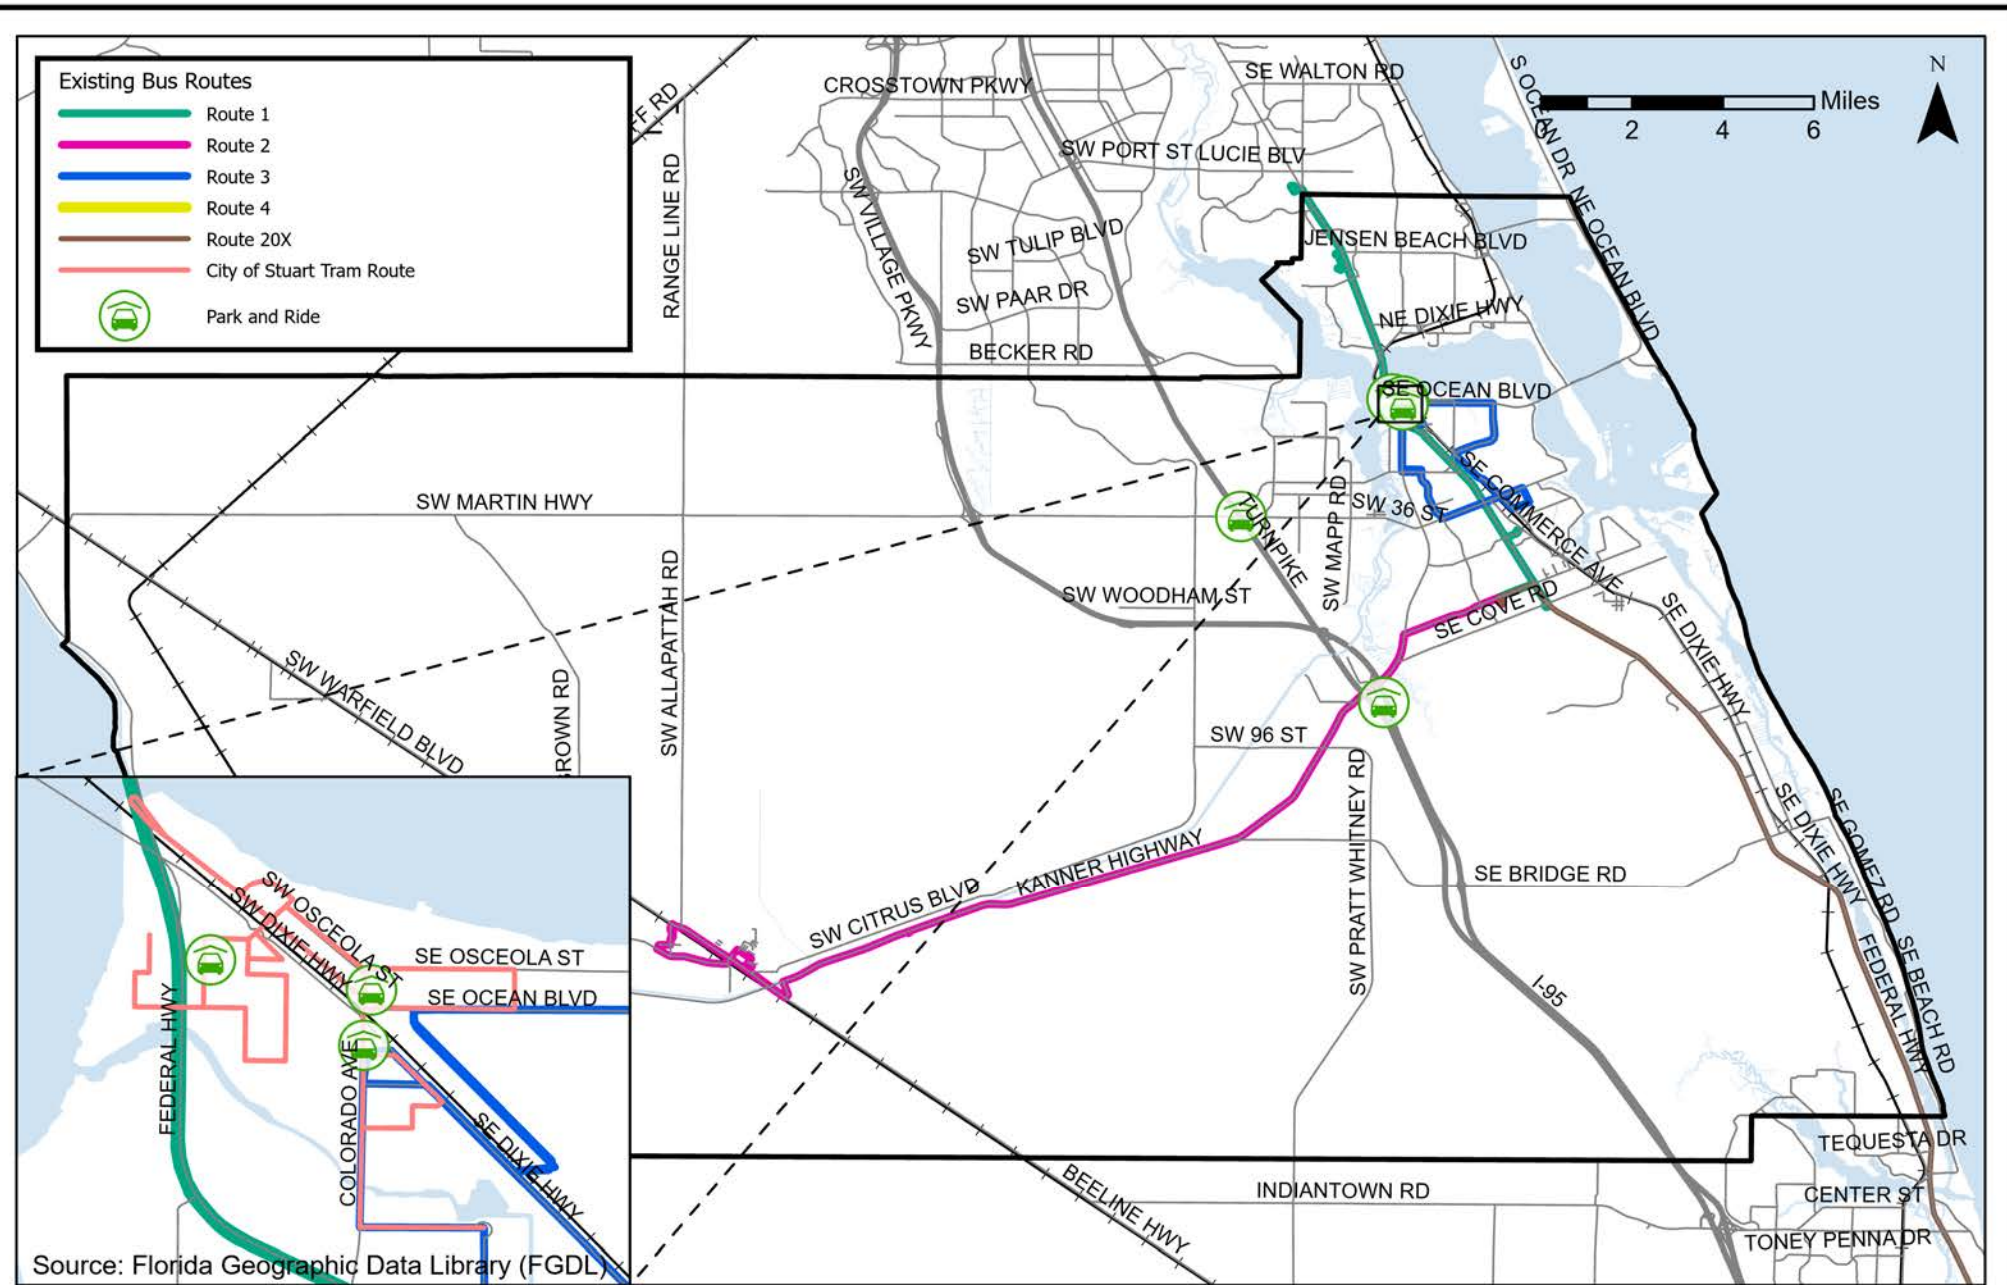 Existing Bus Routes
Route 1
Route 2
Route 3
Route 4
Route 20X
City of Stuart Tram Route
Park and Ride
FF RD
CROSSTOWN PKWY
SE WALTON RD
S OCEAN DR
Miles
0 2 4 6
N
SW PORT ST LUCIE BLV
RANGE LINE RD
SW VILLAGE PKWY
SW TULIP BLVD
JENSEN BEACH BLVD
NE OCEAN BLVD
SW PAAR DR
NE DIXIE HWY
BECKER RD
SE OCEAN BLVD
SW MARTIN HWY
SW MAPP RD
SW 36 ST
SE COMMERCE AVE
TURNPIKE
SW ALLAPATTAH RD
SW WOODHAM ST
SE COVE RD
SE DIXIE HWY
SW WARFIELD BLVD
BROWN RD
SW 96 ST
SW PRATT WHITNEY RD
SE DIXIE HWY
SE GOMEZ RD
KANNER HIGHWAY
SW CITRUS BLVD
SE BRIDGE RD
FEDERAL HWY
SE BEACH RD
I-95
SW OSCEOLA ST
SW DIXIE HWY
SE OSCEOLA ST
SE OCEAN BLVD
FEDERAL HWY
COLORADO AVE
SE DIXIE HWY
BEELINE HWY
INDIANTOWN RD
TEQUESTA DR
CENTER ST
TONEY PENNA DR
Source: Florida Geographic Data Library (FGDL)